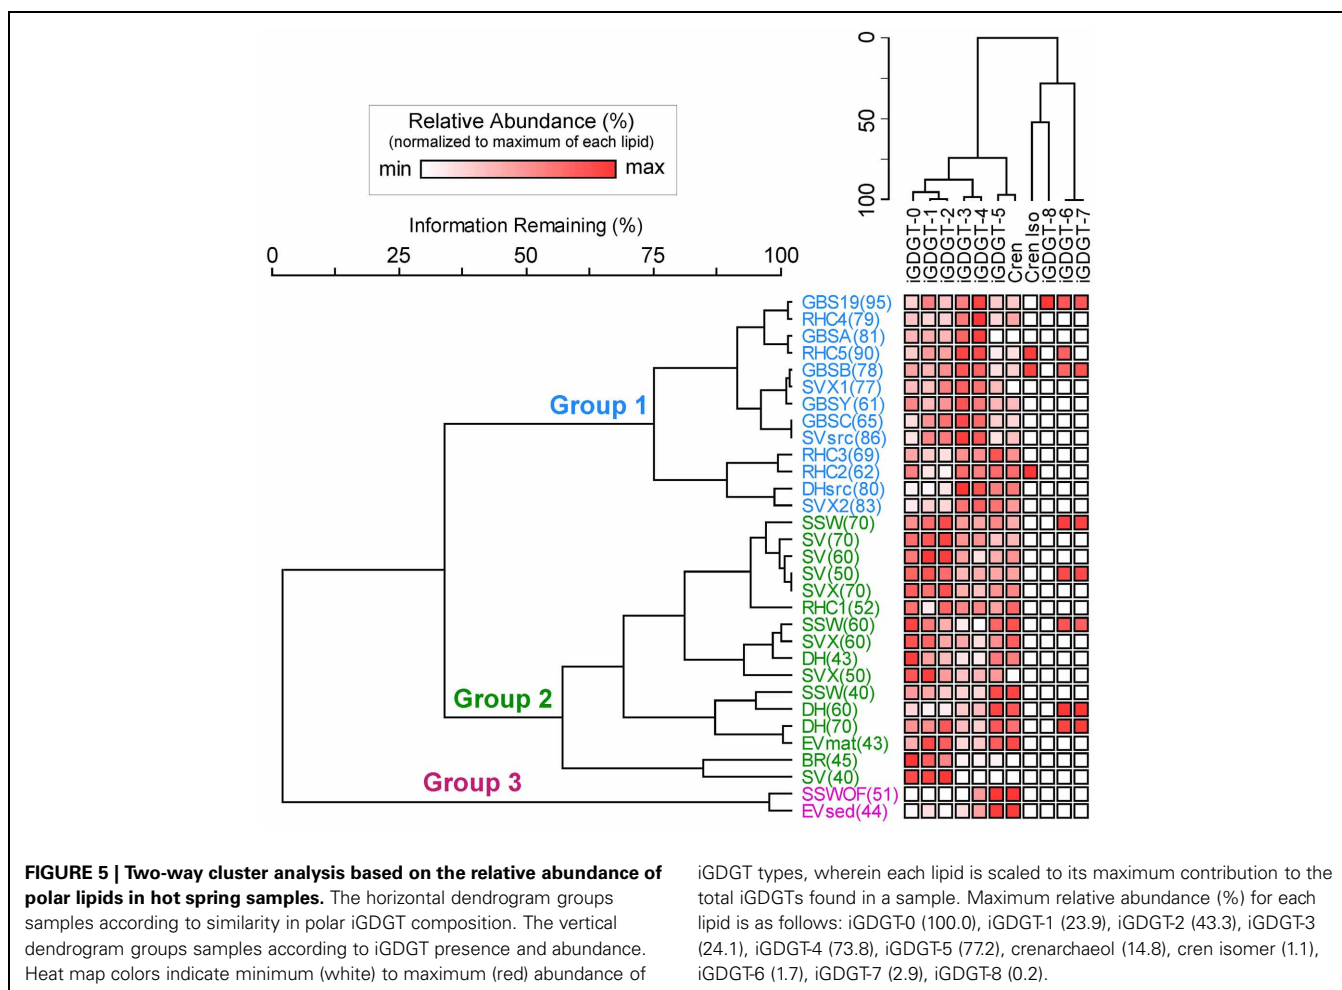 Relative Abundance (%)
(normalized to maximum of each lipid)
min max
Information Remaining (%)
0 25 50 75 100
0
50
100
iGDGT-0
iGDGT-1
iGDGT-2
iGDGT-3
iGDGT-4
iGDGT-5
Cren
Cren Iso
iGDGT-8
iGDGT-6
iGDGT-7
GBS19(95)
RHC4(79)
GBSA(81)
RHC5(90)
GBSB(78)
SVX1(77)
GBSY(61)
GBSC(65)
SVsrc(86)
RHC3(69)
RHC2(62)
DHsrc(80)
SVX2(83)
SSW(70)
SV(70)
SV(60)
SV(50)
SVX(70)
RHC1(52)
SSW(60)
SVX(60)
DH(43)
SVX(50)
SSW(40)
DH(60)
DH(70)
EVmat(43)
BR(45)
SV(40)
SSWOF(51)
EVsed(44)
Group 1
Group 2
Group 3
FIGURE 5 | Two-way cluster analysis based on the relative abundance of
polar lipids in hot spring samples. The horizontal dendrogram groups
samples according to similarity in polar iGDGT composition. The vertical
dendrogram groups samples according to iGDGT presence and abundance.
Heat map colors indicate minimum (white) to maximum (red) abundance of
iGDGT types, wherein each lipid is scaled to its maximum contribution to the
total iGDGTs found in a sample. Maximum relative abundance (%) for each
lipid is as follows: iGDGT-0 (100.0), iGDGT-1 (23.9), iGDGT-2 (43.3), iGDGT-3
(24.1), iGDGT-4 (73.8), iGDGT-5 (77.2), crenarchaeol (14.8), cren isomer (1.1),
iGDGT-6 (1.7), iGDGT-7 (2.9), iGDGT-8 (0.2).